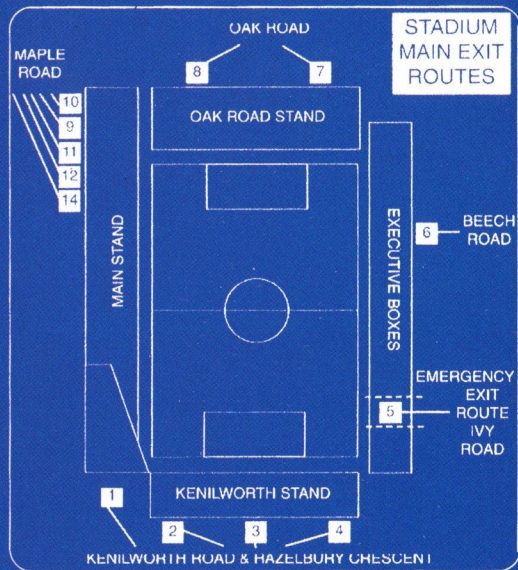 OAK ROAD
STADIUM
MAIN EXIT
ROUTES
MAPLE
ROAD
8
7
10
9
11
12
14
OAK ROAD STAND
MAIN STAND
EXECUTIVE BOXES
6
BEECH
ROAD
EMERGENCY
EXIT
ROUTE
IVY
ROAD
5
KENILWORTH STAND
1
2
3
4
KENILWORTH ROAD & HAZELBURY CRESCENT